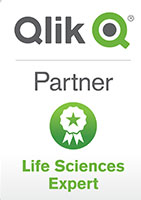 Qlik Q®
Partner
Life Sciences
Expert